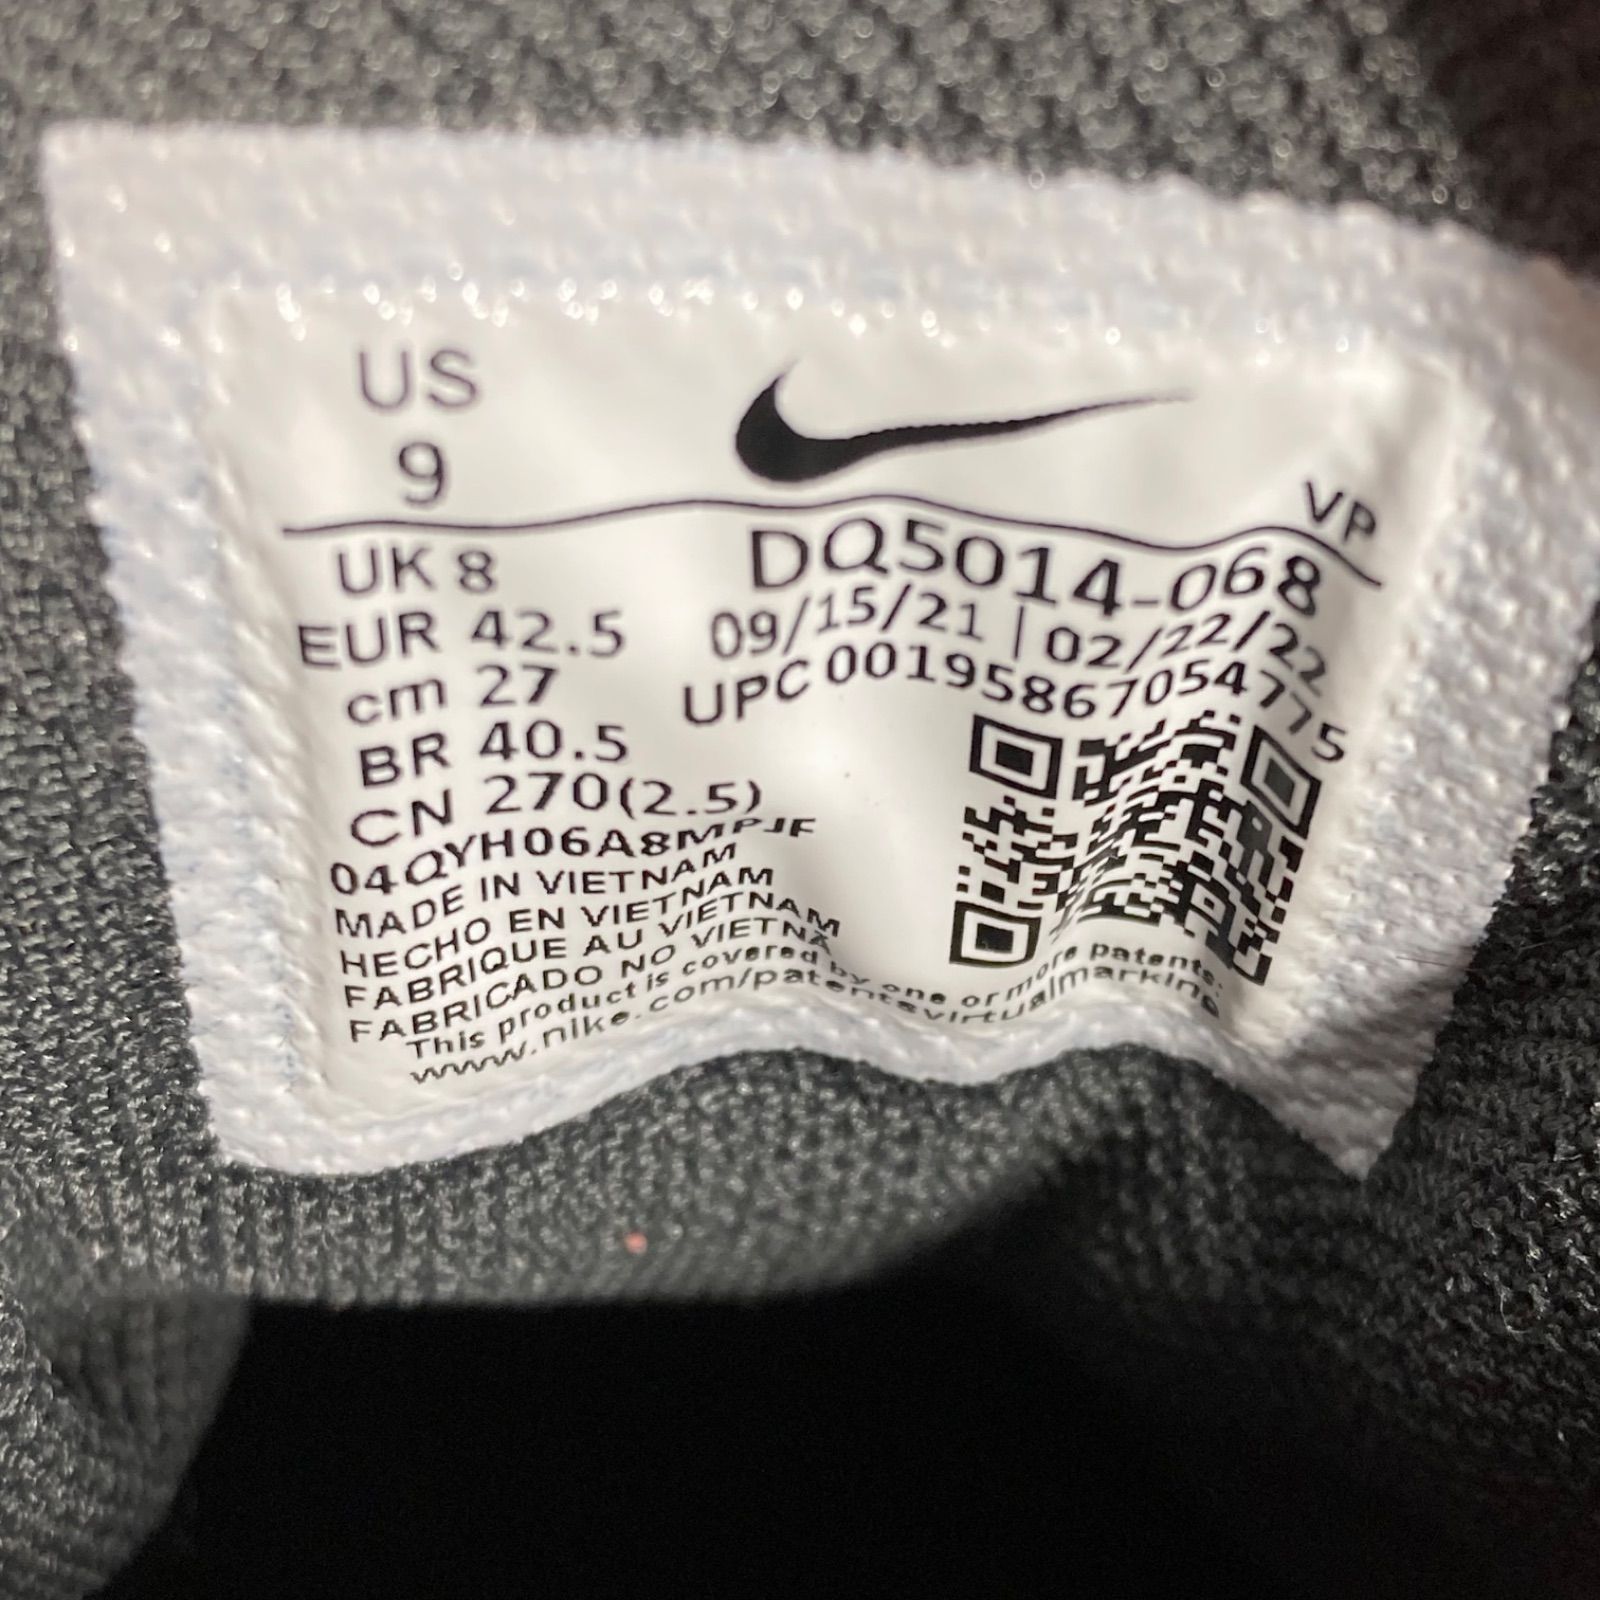 US
9
VP
UK 8
EUR 42.5
cm 27
BR 40.5
CN 270(2.5)
DQ5014-068
09/15/21 | 02/22/22
UPC 00195867054775
04QYH06A8MPJF
MADE IN VIETNAM
HECHO EN VIETNAM
FABRIQUE AU VIETNAM
FABRICADO NO VIETNÃ
This product is covered by one or more patents.
www.nike.com/patentsvirtualmarking